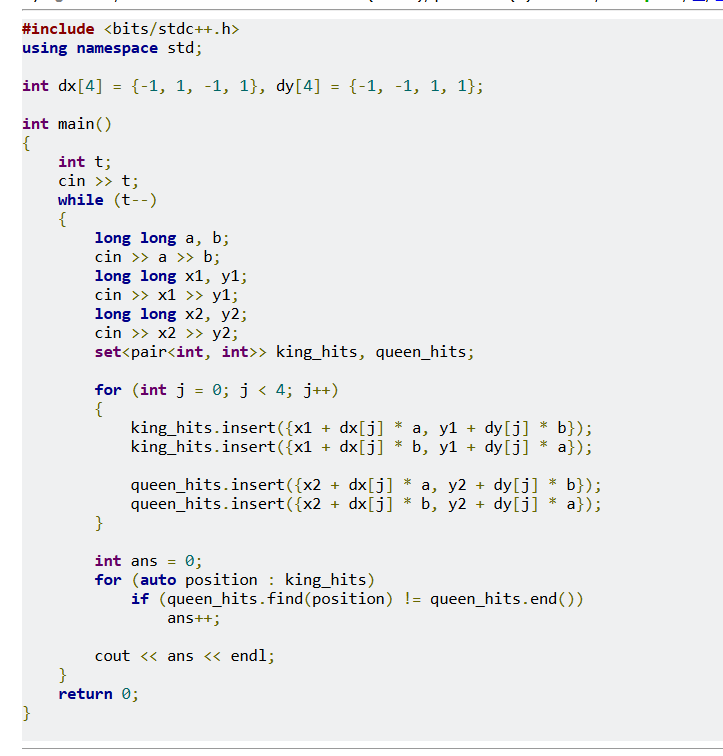 #include <bits/stdc++.h>
using namespace std;

int dx[4] = {-1, 1, -1, 1}, dy[4] = {-1, -1, 1, 1};

int main()
{
    int t;
    cin >> t;
    while (t--)
    {
        long long a, b;
        cin >> a >> b;
        long long x1, y1;
        cin >> x1 >> y1;
        long long x2, y2;
        cin >> x2 >> y2;
        set<pair<int, int>> king_hits, queen_hits;

        for (int j = 0; j < 4; j++)
        {
            king_hits.insert({x1 + dx[j] * a, y1 + dy[j] * b});
            king_hits.insert({x1 + dx[j] * b, y1 + dy[j] * a});

            queen_hits.insert({x2 + dx[j] * a, y2 + dy[j] * b});
            queen_hits.insert({x2 + dx[j] * b, y2 + dy[j] * a});
        }

        int ans = 0;
        for (auto position : king_hits)
            if (queen_hits.find(position) != queen_hits.end())
                ans++;

        cout << ans << endl;
    }
    return 0;
}